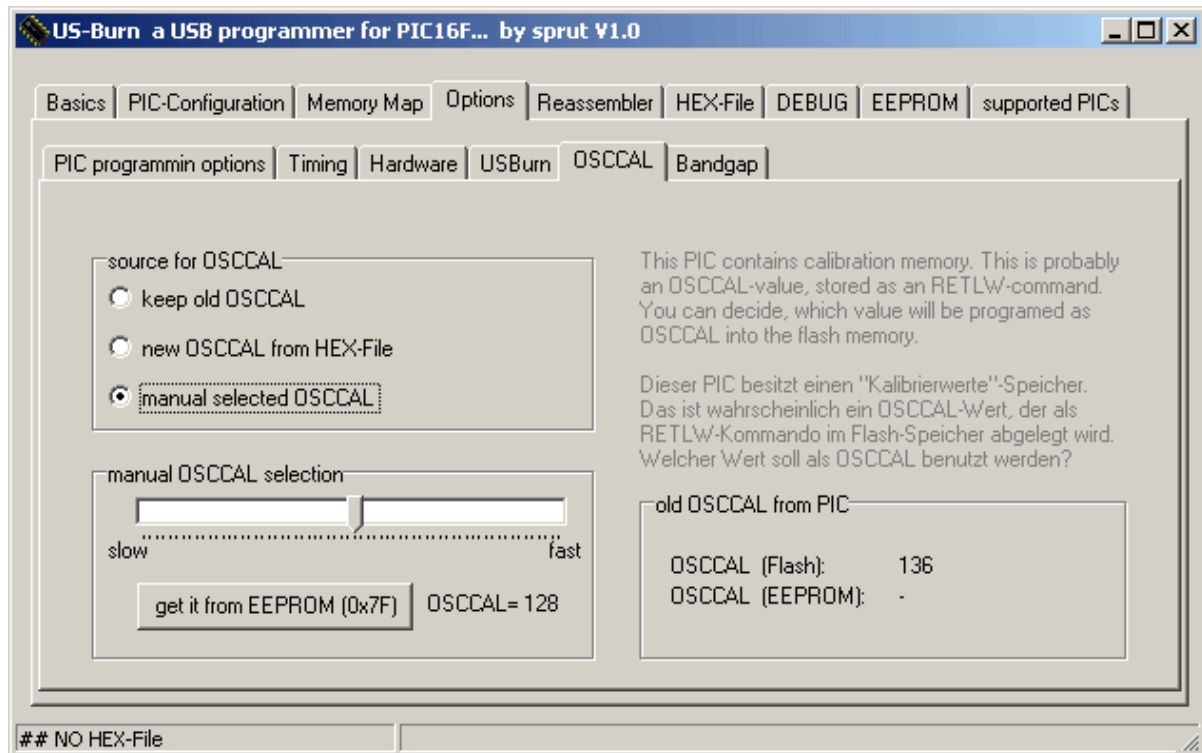 US-Burn a USB programmer for PIC16F... by sprut V1.0
Basics PIC-Configuration Memory Map Options Reassembler HEX-File DEBUG EEPROM supported PICs
PIC programmin options Timing Hardware USBurn OSCCAL Bandgap
source for OSCCAL
keep old OSCCAL
new OSCCAL from HEX-File
manual selected OSCCAL
This PIC contains calibration memory. This is probably
an OSCCAL-value, stored as an RETLW-command.
You can decide, which value will be programed as
OSCCAL into the flash memory.
Dieser PIC besitzt einen "Kalibrierwerte"-Speicher.
Das ist wahrscheinlich ein OSCCAL-Wert, der als
RETLW-Kommando im Flash-Speicher abgelegt wird.
Welcher Wert soll als OSCCAL benutzt werden?
manual OSCCAL selection
slow fast
get it from EEPROM (0x7F) OSCCAL= 128
old OSCCAL from PIC
OSCCAL (Flash): 136
OSCCAL (EEPROM): -
## NO HEX-File